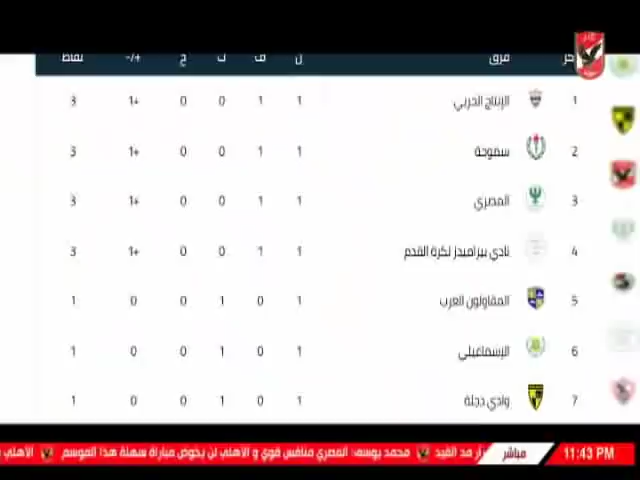 فرق ل ف ت خ -/+ نقاط
1 الإنتاج الحربي 1 1 0 0 +1 3
2 سموحة 1 1 0 0 +1 3
3 المصري 1 1 0 0 +1 3
4 نادي بيراميدز لكرة القدم 1 1 0 0 +1 3
5 المقاولون العرب 1 0 1 0 0 1
6 الإسماعيلي 1 0 1 0 0 1
7 وادي دجلة 1 0 1 0 0 1
11:43 PM مباشر مد القيد محمد يوسف: المصري منافس قوي و الأهلي لن يخوض مباراة سهلة هذا الموسم الأهلي